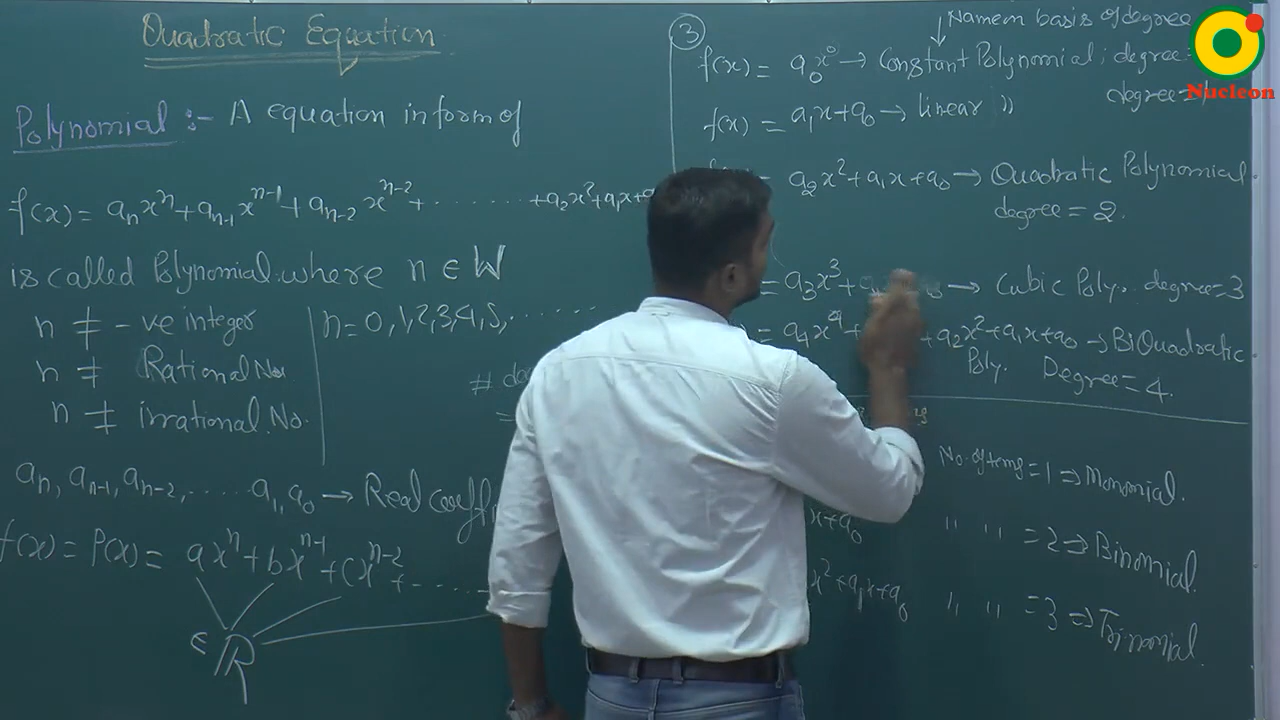 Quadratic Equation
Polynomial :- A equation in form of
f(x) = aₙxⁿ + aₙ₋₁xⁿ⁻¹ + aₙ₋₂xⁿ⁻² + ........ + a₂x² + a₁x + a₀
is called Polynomial. where n ∈ W
n ≠ -ve integer
n ≠ Rational No.
n ≠ irrational No.
n = 0, 1, 2, 3, 4, 5, ........
aₙ, aₙ₋₁, aₙ₋₂, ...... a₁, a₀ → Real
f(x) = P(x) = axⁿ + bxⁿ⁻¹ + cxⁿ⁻² + ......
∈ R
③
Name on basis of degree
f(x) = a₀x⁰ → Constant Polynomial; degree =
f(x) = a₁x + a₀ → linear "
degree =
= a₂x² + a₁x + a₀ → Quadratic Polynomial
degree = 2.
= a₃x³ + → Cubic Poly. degree = 3
= a₄x⁴ + + a₂x² + a₁x + a₀ → BiQuadratic
Poly. Degree = 4.
No. of terms = 1 ⇒ Monomial.
x + a₀ " " = 2 ⇒ Binomial.
x² + a₁x + a₀ " " = 3 ⇒ Trinomial.
Nucleon